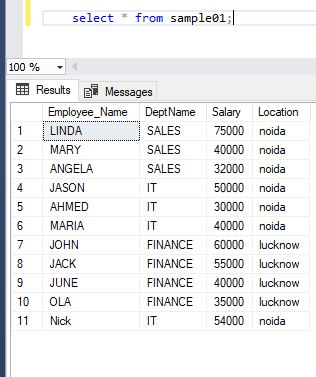 select * from sample01;
100 %
Results Messages
Employee_Name DeptName Salary Location
1 LINDA SALES 75000 noida
2 MARY SALES 40000 noida
3 ANGELA SALES 32000 noida
4 JASON IT 50000 noida
5 AHMED IT 30000 noida
6 MARIA IT 40000 noida
7 JOHN FINANCE 60000 lucknow
8 JACK FINANCE 55000 lucknow
9 JUNE FINANCE 40000 lucknow
10 OLA FINANCE 35000 lucknow
11 Nick IT 54000 noida